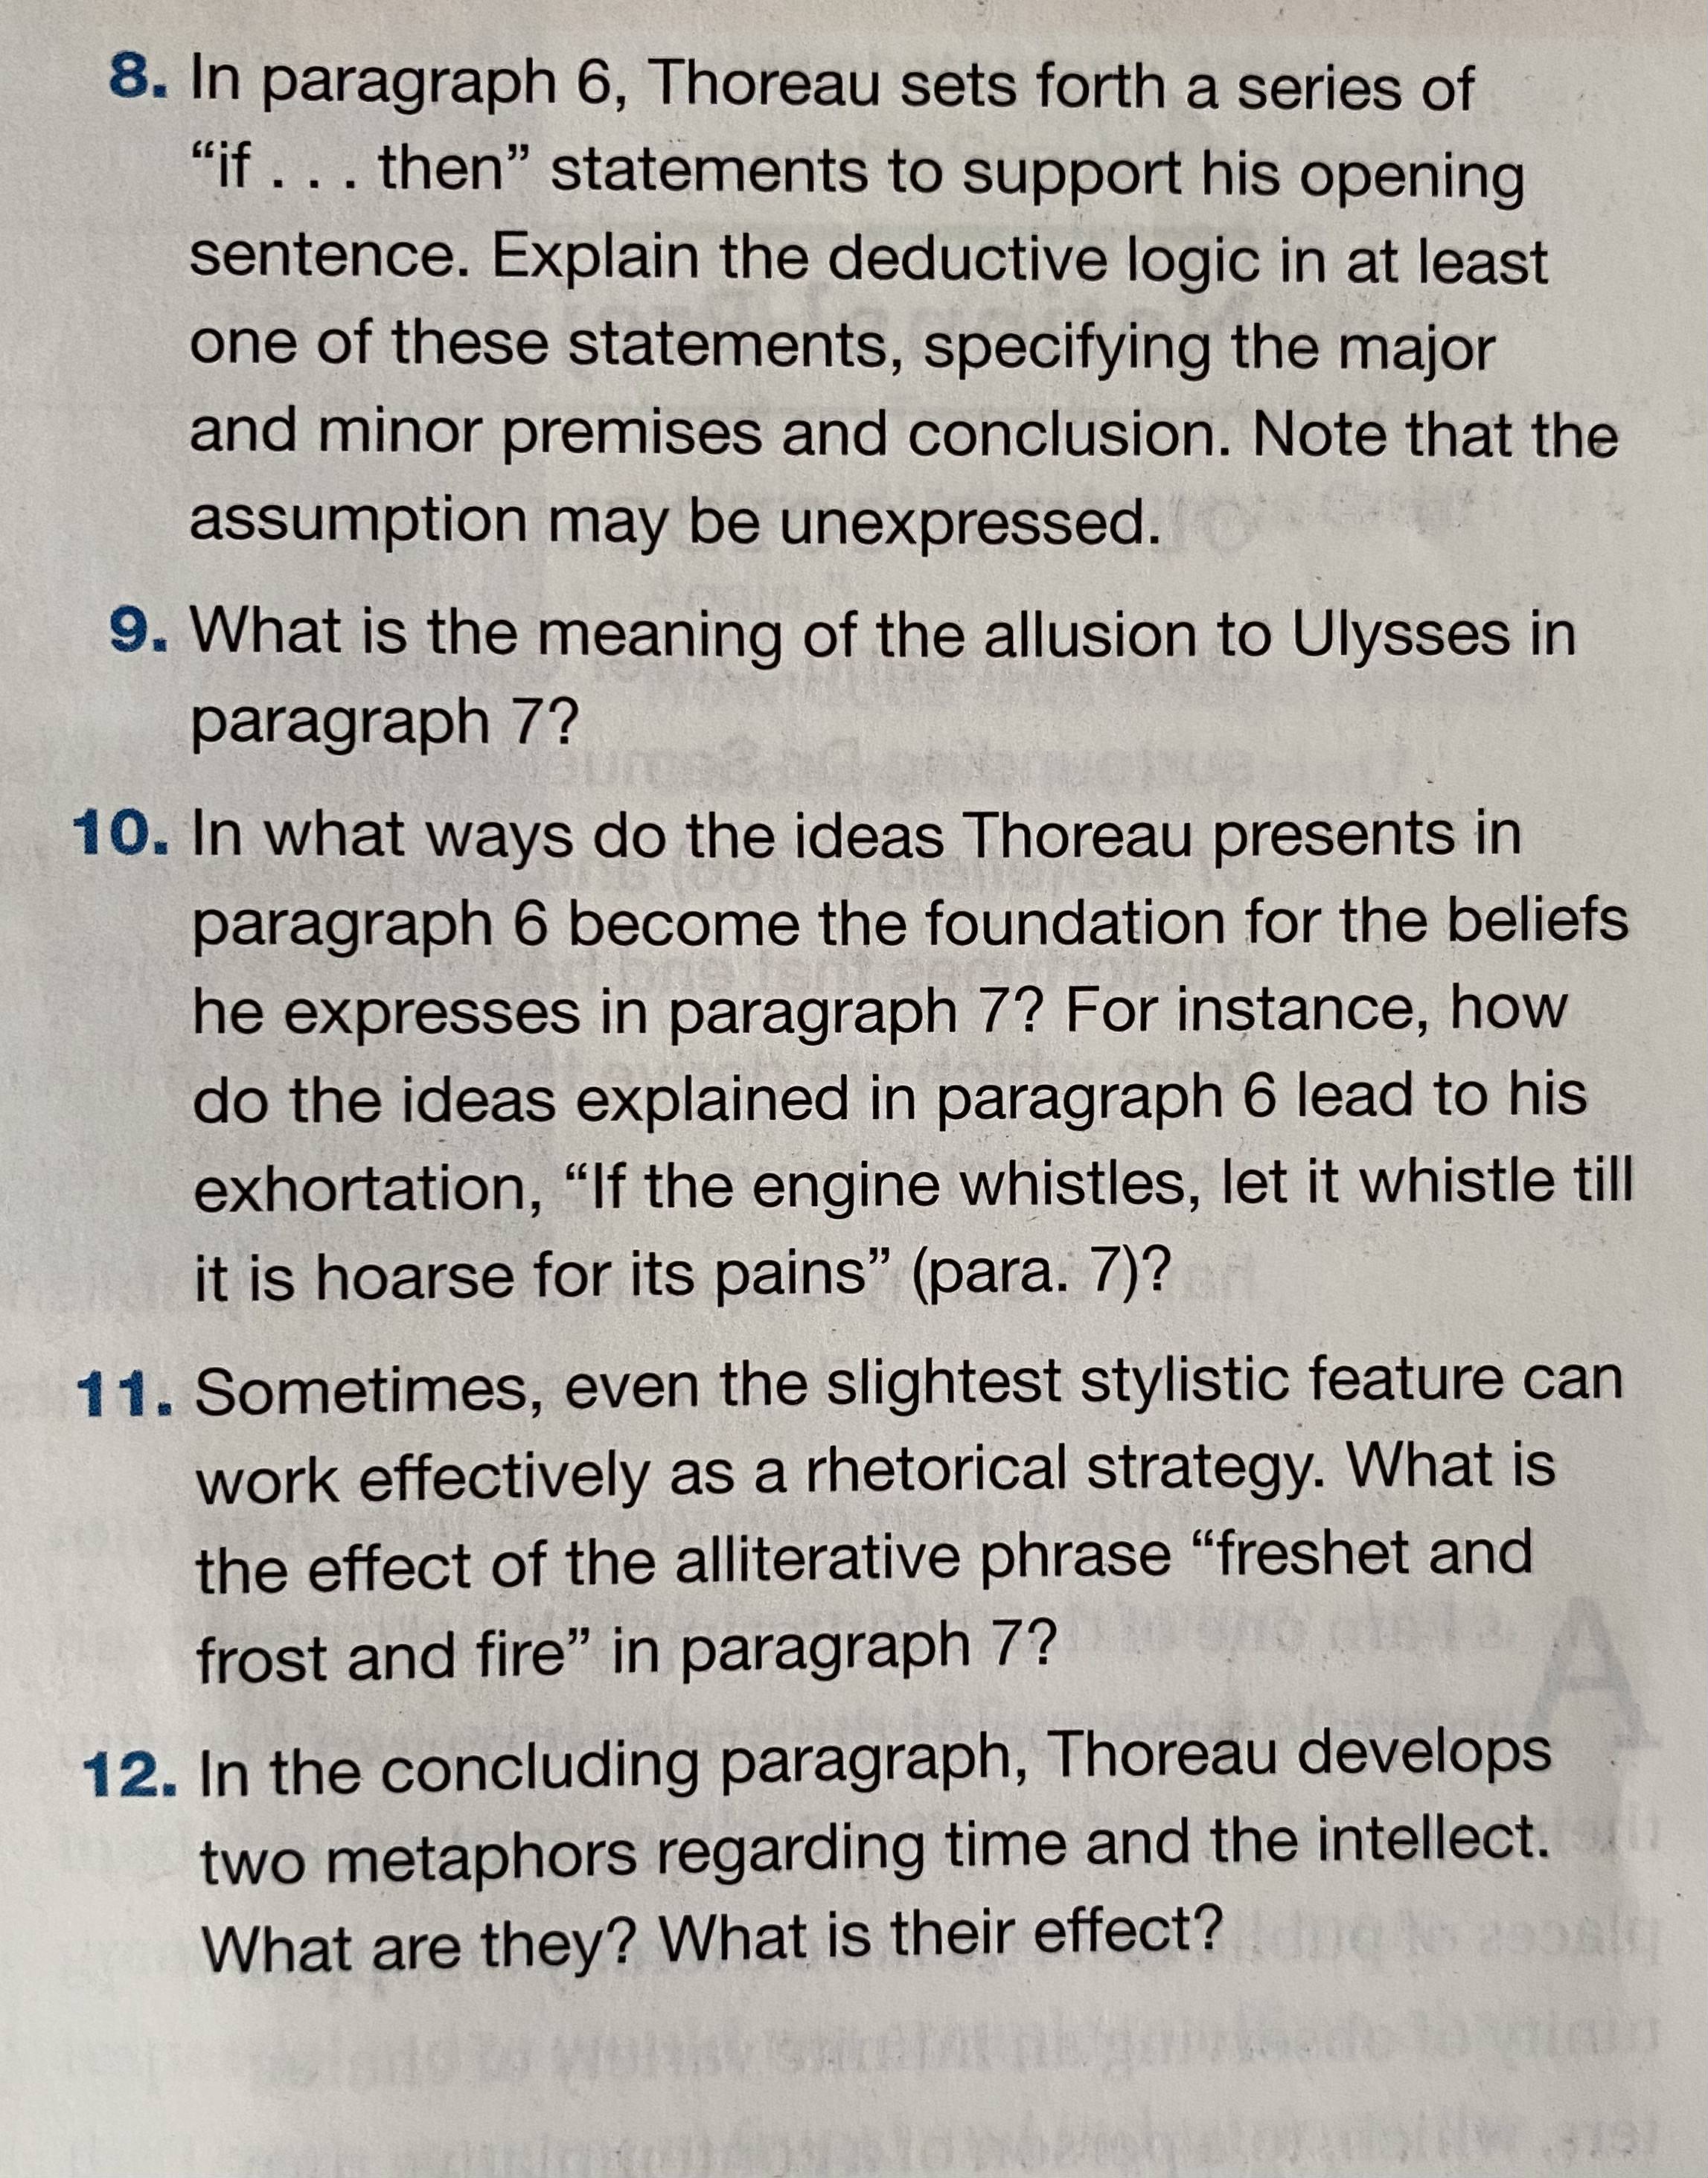 8. In paragraph 6, Thoreau sets forth a series of
“if . . . then” statements to support his opening
sentence. Explain the deductive logic in at least
one of these statements, specifying the major
and minor premises and conclusion. Note that the
assumption may be unexpressed.
9. What is the meaning of the allusion to Ulysses in
paragraph 7?
10. In what ways do the ideas Thoreau presents in
paragraph 6 become the foundation for the beliefs
he expresses in paragraph 7? For instance, how
do the ideas explained in paragraph 6 lead to his
exhortation, “If the engine whistles, let it whistle till
it is hoarse for its pains” (para. 7)?
11. Sometimes, even the slightest stylistic feature can
work effectively as a rhetorical strategy. What is
the effect of the alliterative phrase “freshet and
frost and fire” in paragraph 7?
12. In the concluding paragraph, Thoreau develops
two metaphors regarding time and the intellect.
What are they? What is their effect?